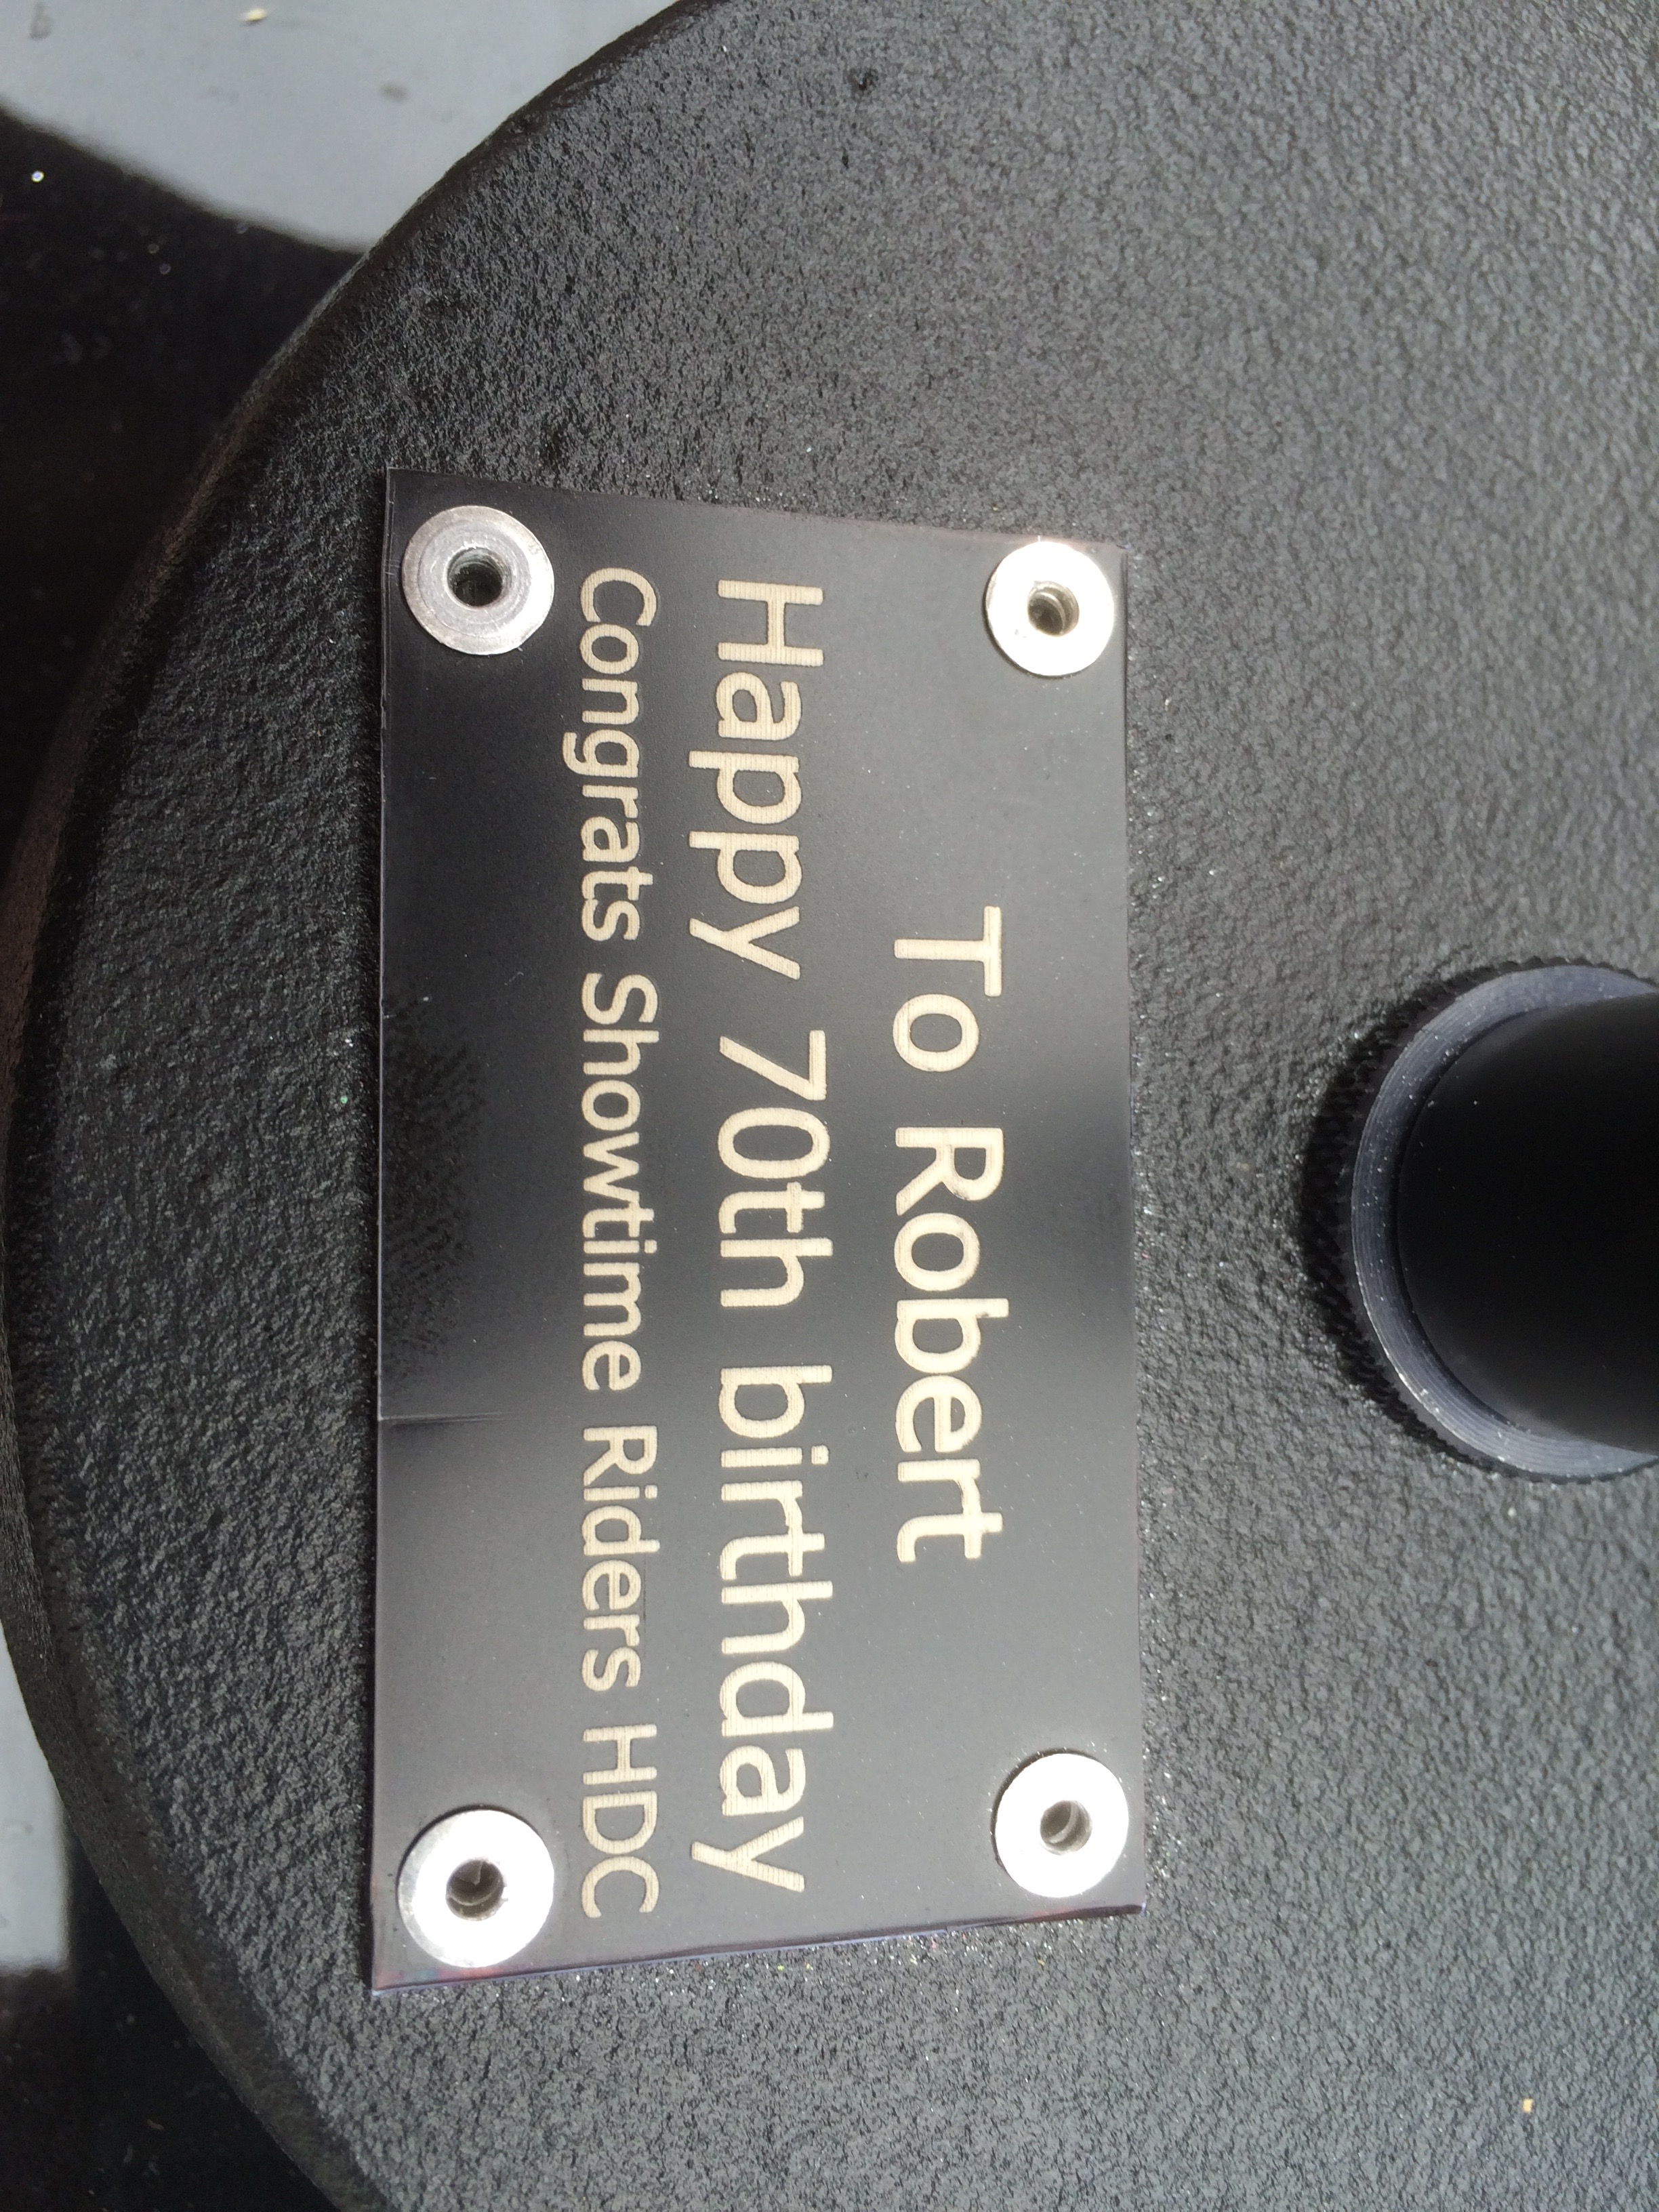 To Robert
Happy 70th birthday
Congrats Showtime Riders HDC